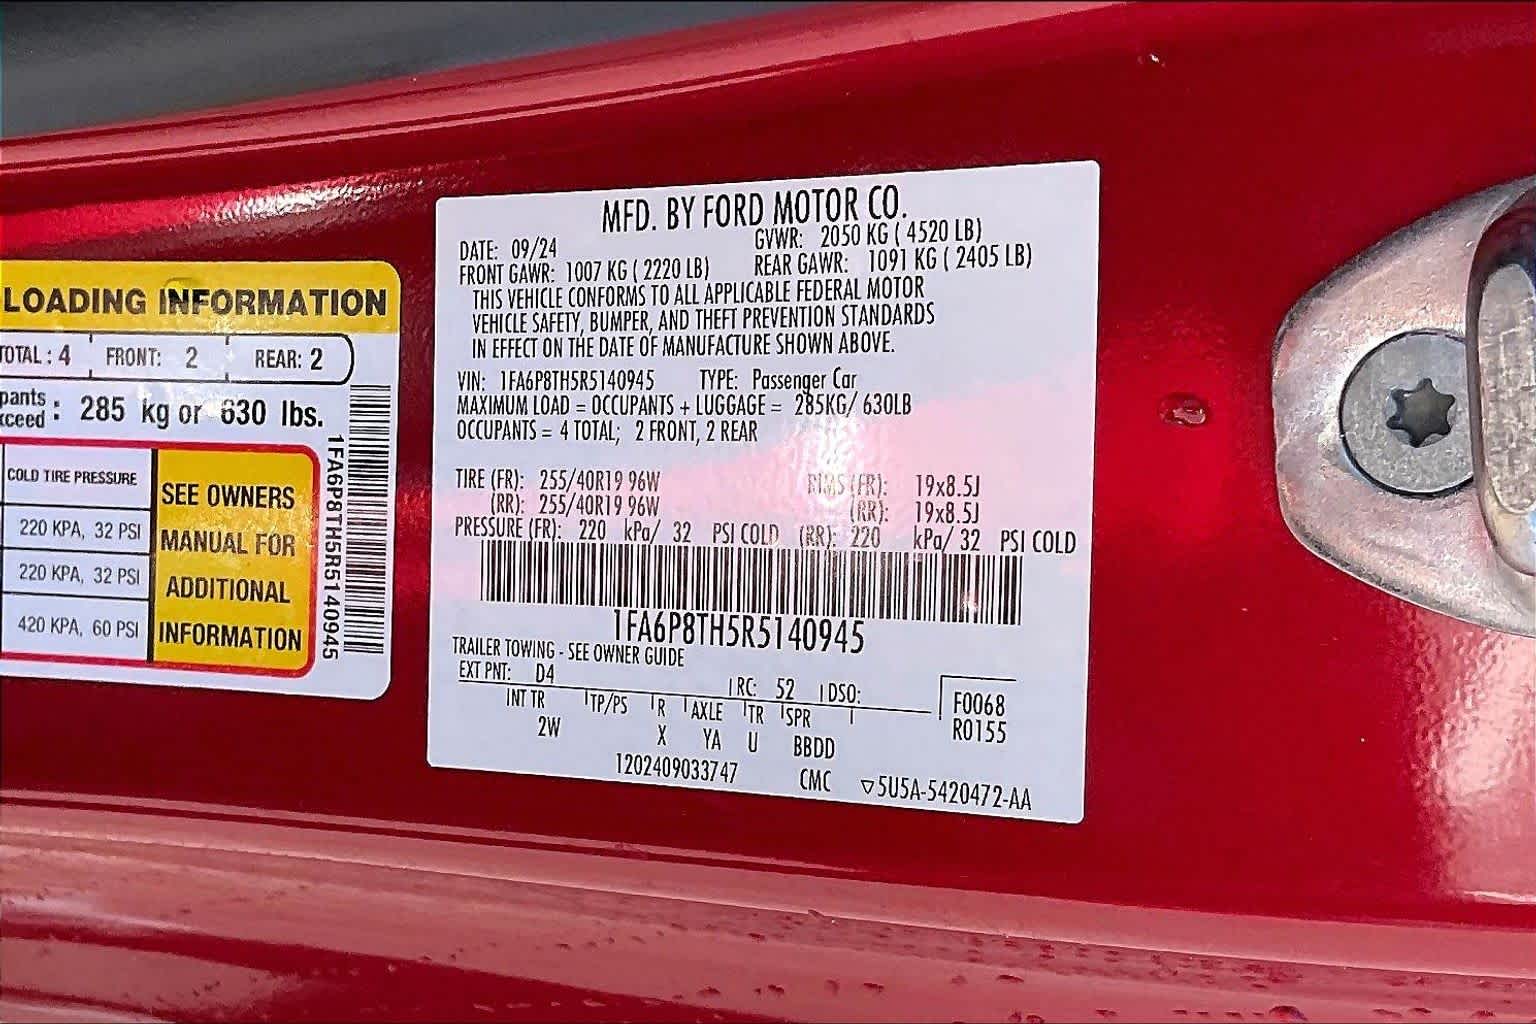 LOADING INFORMATION
TOTAL : 4 FRONT: 2 REAR: 2
pants
xceed : 285 kg or 630 lbs.
COLD TIRE PRESSURE
220 KPA, 32 PSI
220 KPA, 32 PSI
420 KPA, 60 PSI
SEE OWNERS
MANUAL FOR
ADDITIONAL
INFORMATION
1FA6P8TH5R5140945
MFD. BY FORD MOTOR CO.
DATE: 09/24 GVWR: 2050 KG ( 4520 LB)
FRONT GAWR: 1007 KG ( 2220 LB) REAR GAWR: 1091 KG ( 2405 LB)
THIS VEHICLE CONFORMS TO ALL APPLICABLE FEDERAL MOTOR
VEHICLE SAFETY, BUMPER, AND THEFT PREVENTION STANDARDS
IN EFFECT ON THE DATE OF MANUFACTURE SHOWN ABOVE.
VIN: 1FA6P8TH5R5140945 TYPE: Passenger Car
MAXIMUM LOAD = OCCUPANTS + LUGGAGE = 285KG/ 630LB
OCCUPANTS = 4 TOTAL; 2 FRONT, 2 REAR
TIRE (FR): 255/40R19 96W RIMS (FR): 19x8.5J
(RR): 255/40R19 96W (RR): 19x8.5J
PRESSURE (FR): 220 kPa/ 32 PSI COLD (RR): 220 kPa/ 32 PSI COLD
1FA6P8TH5R5140945
TRAILER TOWING - SEE OWNER GUIDE
EXT PNT: D4 RC: 52 DSO:
INT TR TP/PS R AXLE TR SPR
2W X YA U BBDD
F0068
R0155
1202409033747 CMC ▽5U5A-5420472-AA